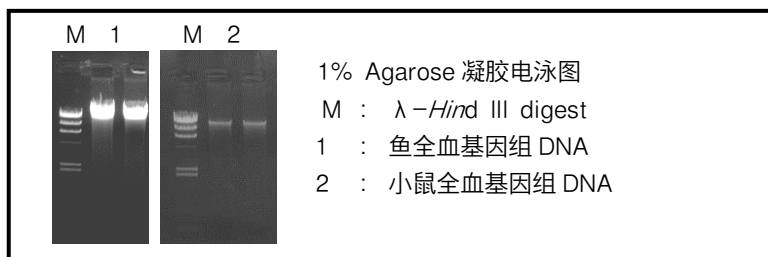 M 1 M 2
1% Agarose 凝胶电泳图
M : λ-Hind III digest
1 : 鱼全血基因组 DNA
2 : 小鼠全血基因组 DNA